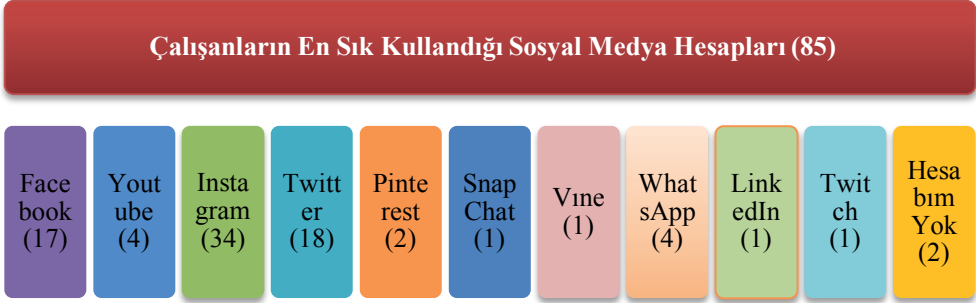 Çalışanların En Sık Kullandığı Sosyal Medya Hesapları (85)
Face
book
(17)
Yout
ube
(4)
Insta
gram
(34)
Twitt
er
(18)
Pinte
rest
(2)
Snap
Chat
(1)
Vıne
(1)
What
sApp
(4)
Link
edIn
(1)
Twit
ch
(1)
Hesa
bım
Yok
(2)